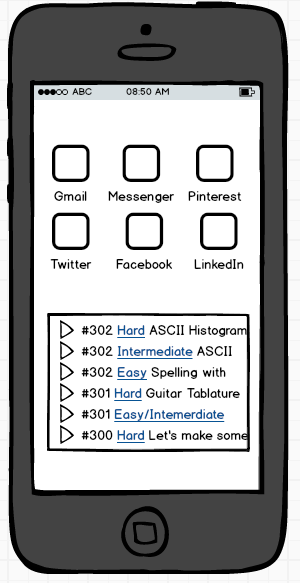 ABC 08:50 AM
Gmail Messenger Pinterest
Twitter Facebook LinkedIn
#302 Hard ASCII Histogram
#302 Intermediate ASCII
#302 Easy Spelling with
#301 Hard Guitar Tablature
#301 Easy/Intemerdiate
#300 Hard Let's make some